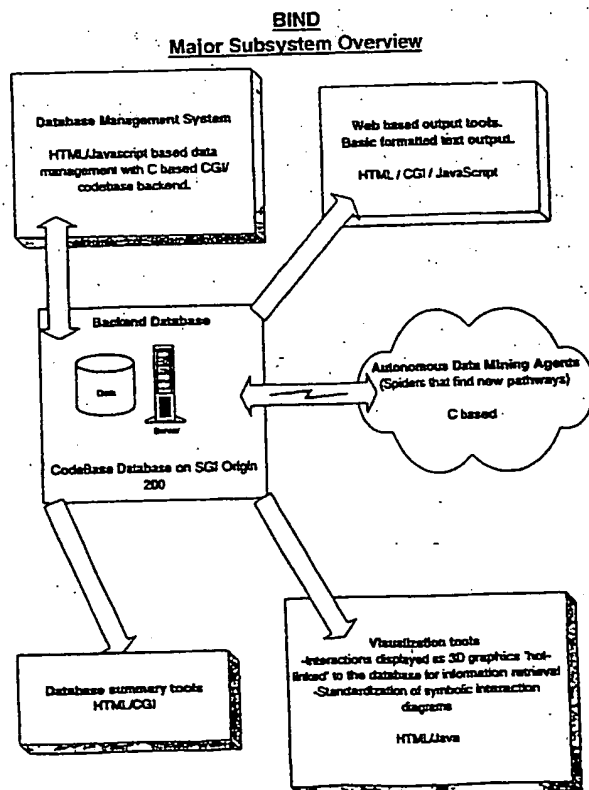 BIND
Major Subsystem Overview
Database Management System
HTML/Javascript based data
management with C based CGI/
codebase backend.
Web based output tools.
Basic formatted text output.
HTML / CGI / JavaScript
Backend Database
Data
Server
CodeBase Database on SGI Origin
200
Autonomous Data Mining Agents
(Spiders that find new pathways)
C based
Database summary tools
HTML/CGI
Visualization tools
-Interactions displayed as 3D graphics "hot-
linked" to the database for information retrieval
-Standardization of symbolic interaction
diagrams
HTML/Java